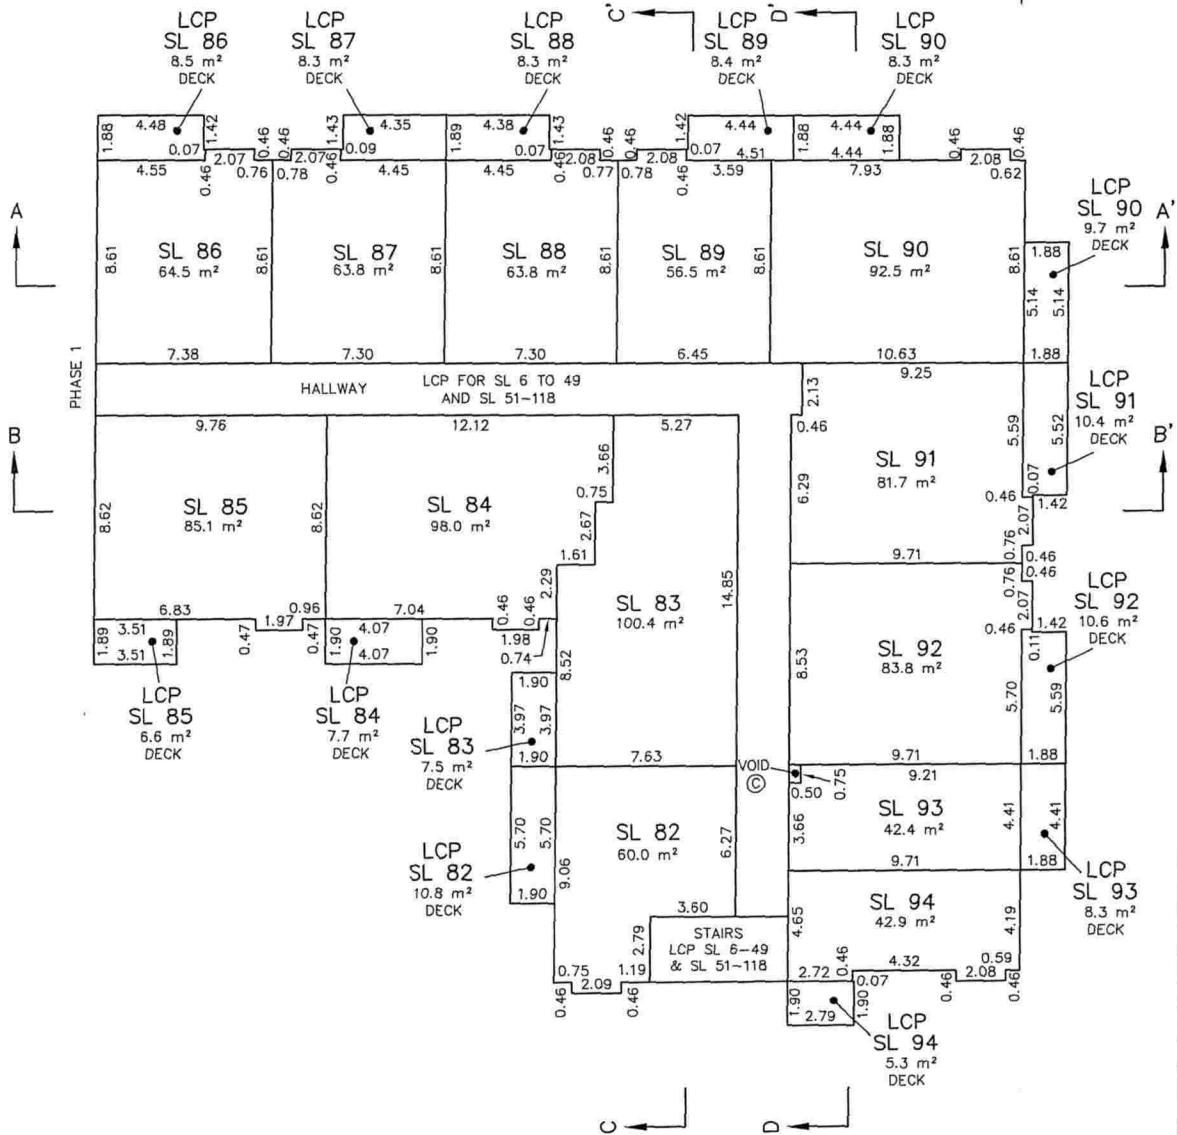 C'
D'
LCP
SL 86
8.5 m²
DECK
LCP
SL 87
8.3 m²
DECK
LCP
SL 88
8.3 m²
DECK
LCP
SL 89
8.4 m²
DECK
LCP
SL 90
8.3 m²
DECK
1.88
4.48
1.42
0.07
2.07
0.46
0.46
2.07
1.43
4.35
0.09
1.89
4.38
1.43
0.07
2.08
0.46
0.46
2.08
1.42
4.44
0.07
4.51
1.88
4.44
4.44
1.88
0.46
2.08
0.46
4.55
0.46
0.76
0.78
0.46
4.45
4.45
0.46
0.77
0.78
0.46
3.59
7.93
0.62
LCP
SL 90
9.7 m²
DECK
A
A'
8.61
SL 86
64.5 m²
8.61
SL 87
63.8 m²
8.61
SL 88
63.8 m²
SL 89
56.5 m²
8.61
SL 90
92.5 m²
8.61
1.88
5.14
5.14
1.88
7.38
7.30
7.30
6.45
10.63
PHASE 1
HALLWAY
LCP FOR SL 6 TO 49
AND SL 51-118
9.25
2.13
0.46
LCP
SL 91
10.4 m²
DECK
B
B'
9.76
12.12
5.27
3.66
0.75
2.67
1.61
2.29
8.62
SL 85
85.1 m²
8.62
SL 84
98.0 m²
6.29
SL 91
81.7 m²
5.59
5.52
0.07
0.46
1.42
2.07
0.76
0.46
9.71
0.46
0.76
2.07
0.46
1.42
0.11
LCP
SL 92
10.6 m²
DECK
6.83
0.96
1.97
0.47
0.47
1.89
3.51
1.89
3.51
7.04
1.90
4.07
4.07
1.90
0.46
0.46
1.98
0.74
SL 83
100.4 m²
14.85
8.52
8.53
SL 92
83.8 m²
5.70
5.59
LCP
SL 85
6.6 m²
DECK
LCP
SL 84
7.7 m²
DECK
LCP
SL 83
7.5 m²
DECK
1.90
3.97
3.97
1.90
7.63
VOID
C
0.50
0.75
9.71
9.21
1.88
SL 93
42.4 m²
3.66
4.41
4.41
9.71
1.88
LCP
SL 93
8.3 m²
DECK
LCP
SL 82
10.8 m²
DECK
5.70
5.70
1.90
9.06
SL 82
60.0 m²
6.27
3.60
2.79
STAIRS
LCP SL 6-49
& SL 51-118
4.65
SL 94
42.9 m²
4.19
0.75
0.46
2.09
1.19
0.46
2.72
0.46
0.07
4.32
0.46
2.08
0.59
0.46
1.90
2.79
1.90
LCP
SL 94
5.3 m²
DECK
C
D